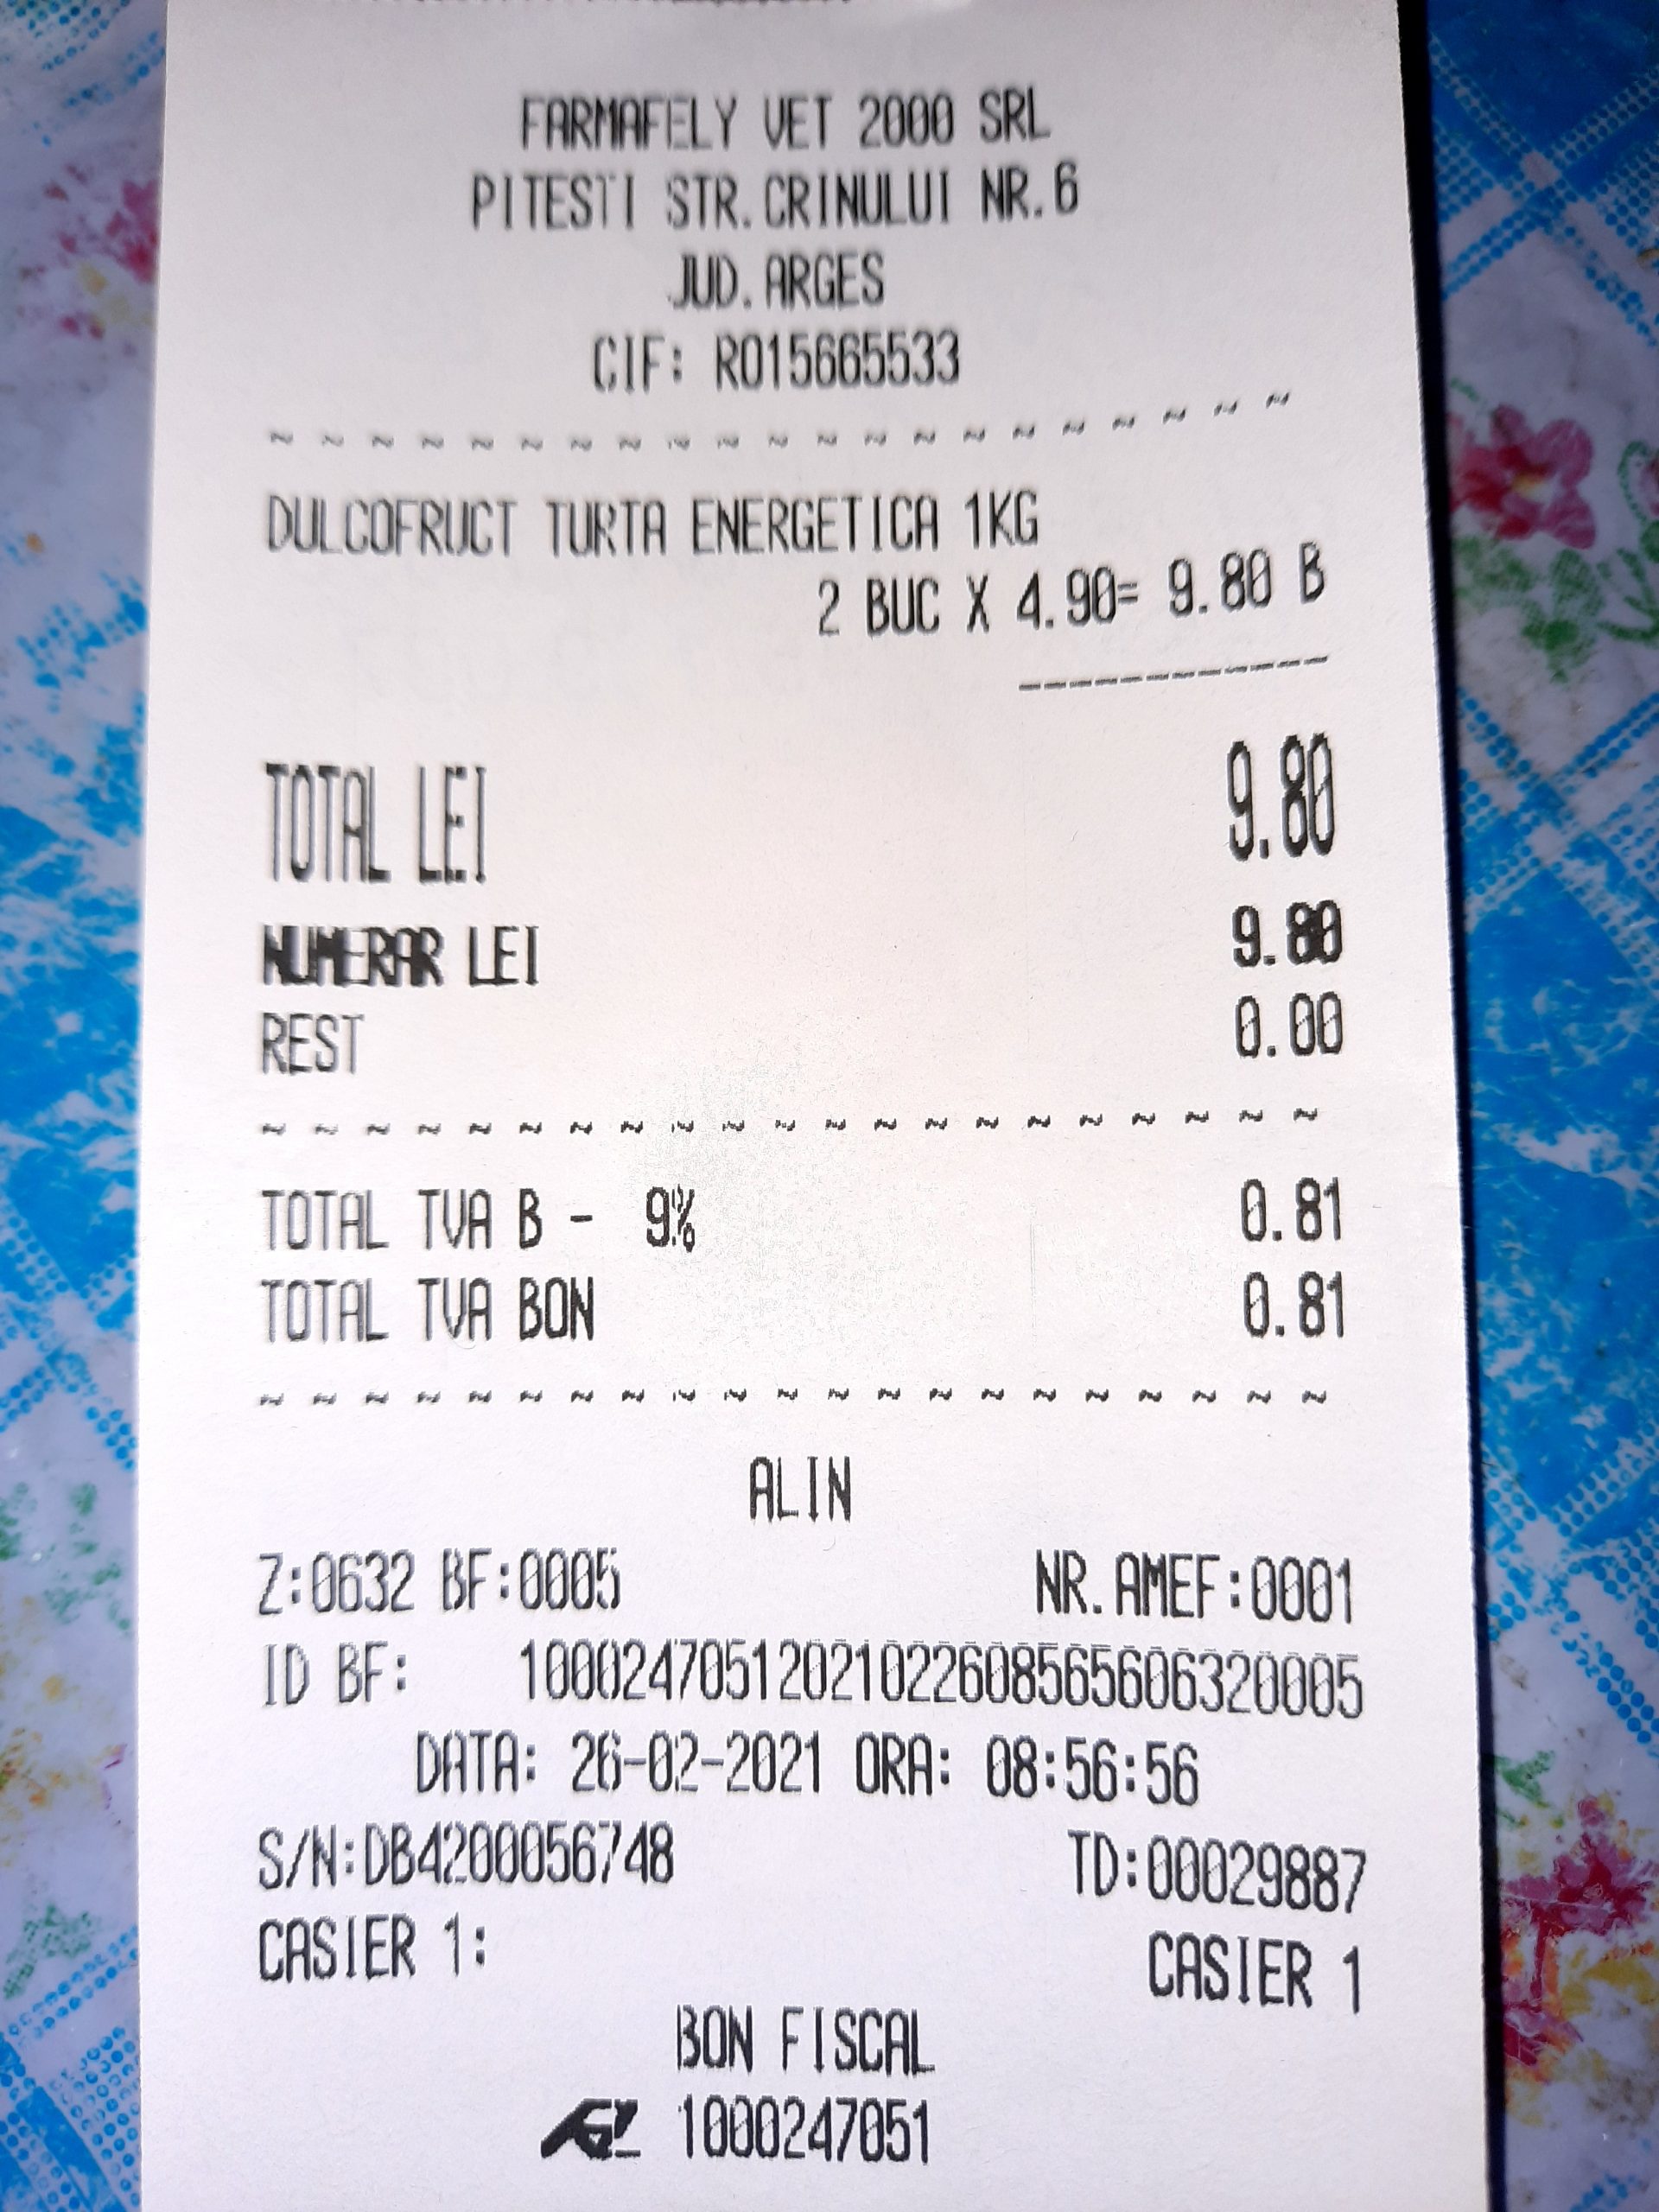 FARMAFELY VET 2000 SRL
PITESTI STR.CRINULUI NR.6
JUD.ARGES
CIF: RO15665533
~ ~ ~ ~ ~ ~ ~ ~ ~ ~ ~ ~ ~ ~ ~ ~ ~ ~ ~ ~ ~
DULCOFRUCT TURTA ENERGETICA 1KG
2 BUC X 4.90= 9.80 B
------------
TOTAL LEI 9.80
NUMERAR LEI 9.80
REST 0.00
~ ~ ~ ~ ~ ~ ~ ~ ~ ~ ~ ~ ~ ~ ~ ~ ~ ~ ~ ~ ~
TOTAL TVA B - 9% 0.81
TOTAL TVA BON 0.81
~ ~ ~ ~ ~ ~ ~ ~ ~ ~ ~ ~ ~ ~ ~ ~ ~ ~ ~ ~ ~
ALIN
Z:0632 BF:0005 NR.AMEF:0001
ID BF: 10002470512021022608565606320005
DATA: 26-02-2021 ORA: 08:56:56
S/N:DB4200056748 TD:00029887
CASIER 1: CASIER 1
BON FISCAL
1000247051